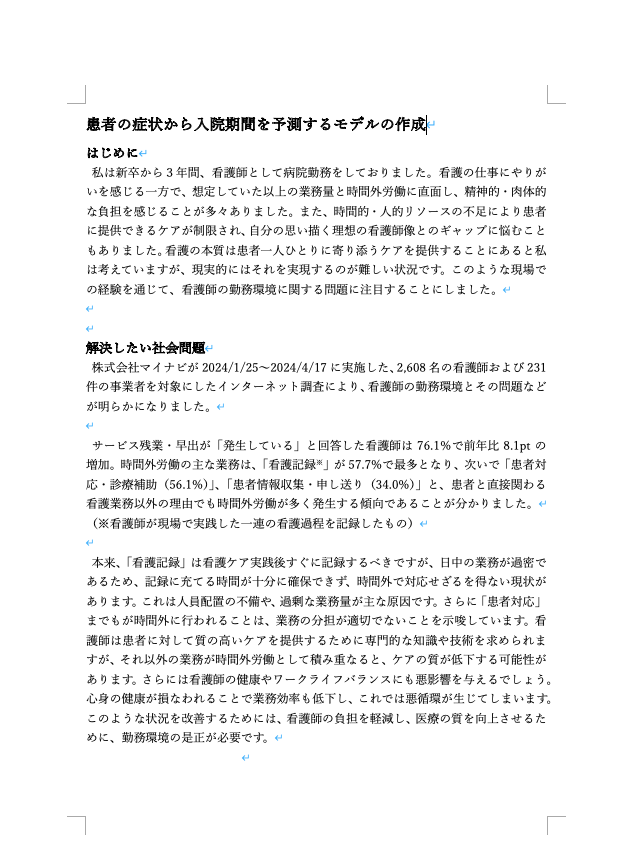 患者の症状から入院期間を予測するモデルの作成
はじめに
私は新卒から3年間、看護師として病院勤務をしておりました。看護の仕事にやりが
いを感じる一方で、想定していた以上の業務量と時間外労働に直面し、精神的・肉体的
な負担を感じることが多々ありました。また、時間的・人的リソースの不足により患者
に提供できるケアが制限され、自分の思い描く理想の看護師像とのギャップに悩むこと
もありました。看護の本質は患者一人ひとりに寄り添うケアを提供することにあると私
は考えていますが、現実的にはそれを実現するのが難しい状況です。このような現場で
の経験を通じて、看護師の勤務環境に関する問題に注目することにしました。
解決したい社会問題
株式会社マイナビが 2024/1/25～2024/4/17 に実施した、2,608 名の看護師および 231
件の事業者を対象にしたインターネット調査により、看護師の勤務環境とその問題など
が明らかになりました。
サービス残業・早出が「発生している」と回答した看護師は 76.1%で前年比 8.1pt の
増加。時間外労働の主な業務は、「看護記録※」が 57.7%で最多となり、次いで「患者対
応・診療補助（56.1%）」、「患者情報収集・申し送り（34.0%）」と、患者と直接関わる
看護業務以外の理由でも時間外労働が多く発生する傾向であることが分かりました。
（※看護師が現場で実践した一連の看護過程を記録したもの）
本来、「看護記録」は看護ケア実践後すぐに記録するべきですが、日中の業務が過密で
あるため、記録に充てる時間が十分に確保できず、時間外で対応せざるを得ない現状が
あります。これは人員配置の不備や、過剰な業務量が主な原因です。さらに「患者対応」
までもが時間外に行われることは、業務の分担が適切でないことを示唆しています。看
護師は患者に対して質の高いケアを提供するために専門的な知識や技術を求められま
すが、それ以外の業務が時間外労働として積み重なると、ケアの質が低下する可能性が
あります。さらには看護師の健康やワークライフバランスにも悪影響を与えるでしょう。
心身の健康が損なわれることで業務効率も低下し、これでは悪循環が生じてしまいます。
このような状況を改善するためには、看護師の負担を軽減し、医療の質を向上させるた
めに、勤務環境の是正が必要です。